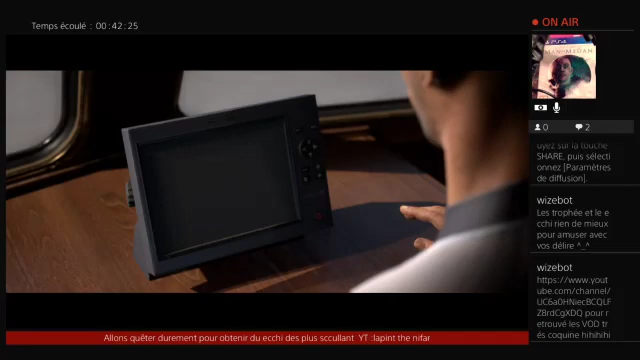 Temps écoulé : 00:42:25
ON AIR
MAN of MEDAN
0
2
uyez sur la touche
SHARE, puis sélecti
onnez [Paramètres
de diffusion].
wizebot
Les trophée et le e
cchi rien de mieux
pour amuser avec
vos délire ^_^
wizebot
https://www.yout
ube.com/channel/
UC6a0HNiecBCQLF
ZBrdCgXDQ pour r
etrouvé les VOD tr
és coquine hihihihi
Allons quêter durement pour obtenir du ecchi des plus sccullant YT :lapint the nifar